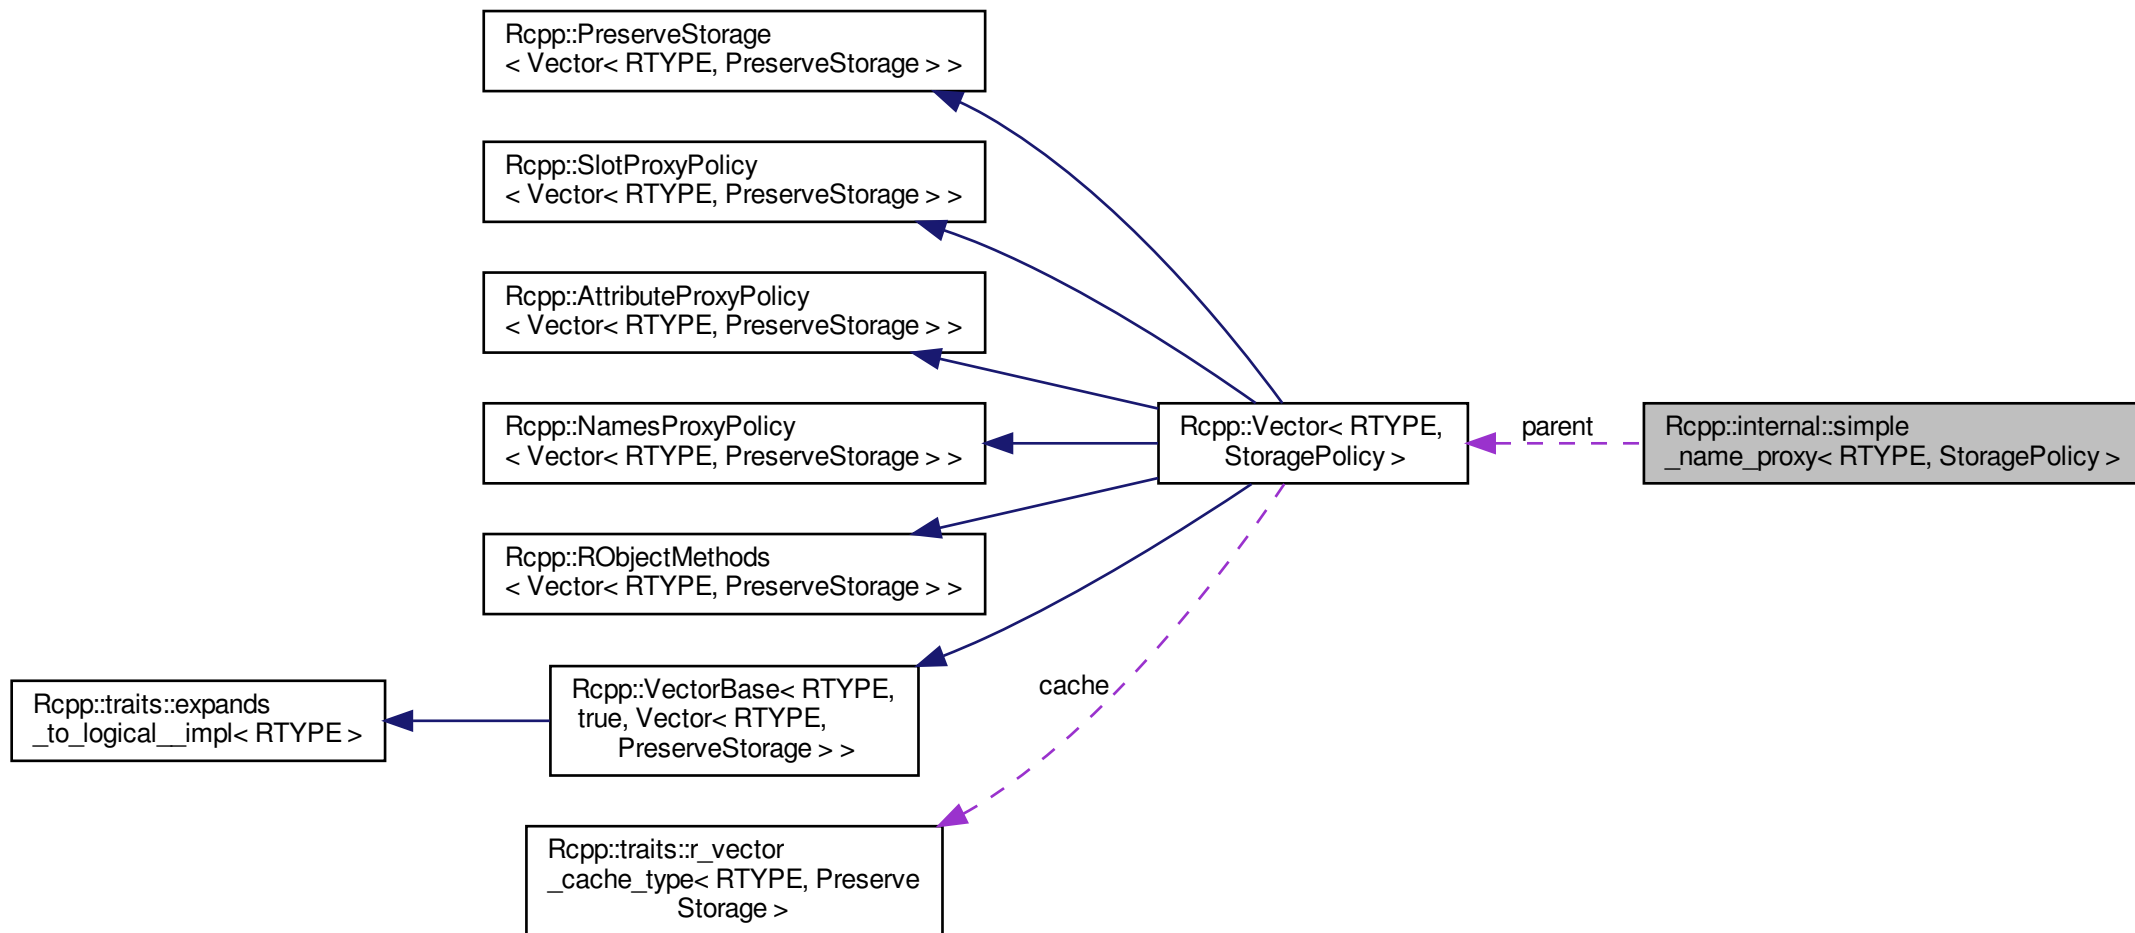 Rcpp::PreserveStorage
< Vector< RTYPE, PreserveStorage > >
Rcpp::SlotProxyPolicy
< Vector< RTYPE, PreserveStorage > >
Rcpp::AttributeProxyPolicy
< Vector< RTYPE, PreserveStorage > >
Rcpp::NamesProxyPolicy
< Vector< RTYPE, PreserveStorage > >
Rcpp::RObjectMethods
< Vector< RTYPE, PreserveStorage > >
Rcpp::traits::expands
_to_logical__impl< RTYPE >
Rcpp::VectorBase< RTYPE,
true, Vector< RTYPE,
PreserveStorage > >
Rcpp::traits::r_vector
_cache_type< RTYPE, Preserve
Storage >
cache
Rcpp::Vector< RTYPE,
StoragePolicy >
parent
Rcpp::internal::simple
_name_proxy< RTYPE, StoragePolicy >